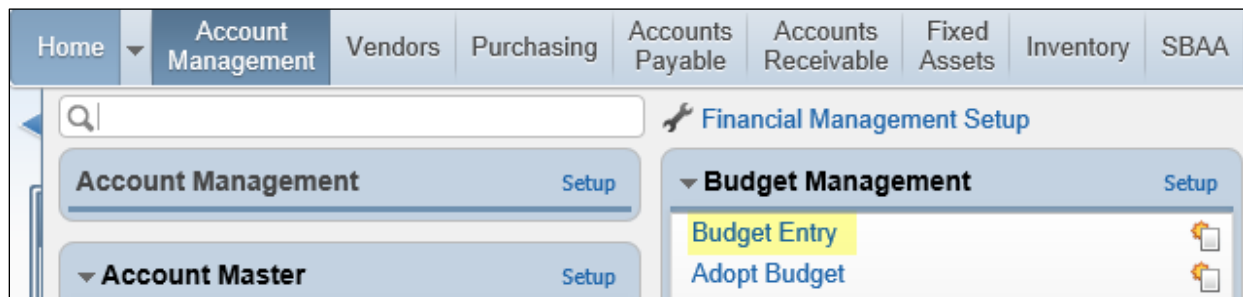 Home
Account Management
Vendors
Purchasing
Accounts Payable
Accounts Receivable
Fixed Assets
Inventory
SBAA
Financial Management Setup
Account Management Setup
Budget Management Setup
Budget Entry
Adopt Budget
Account Master Setup